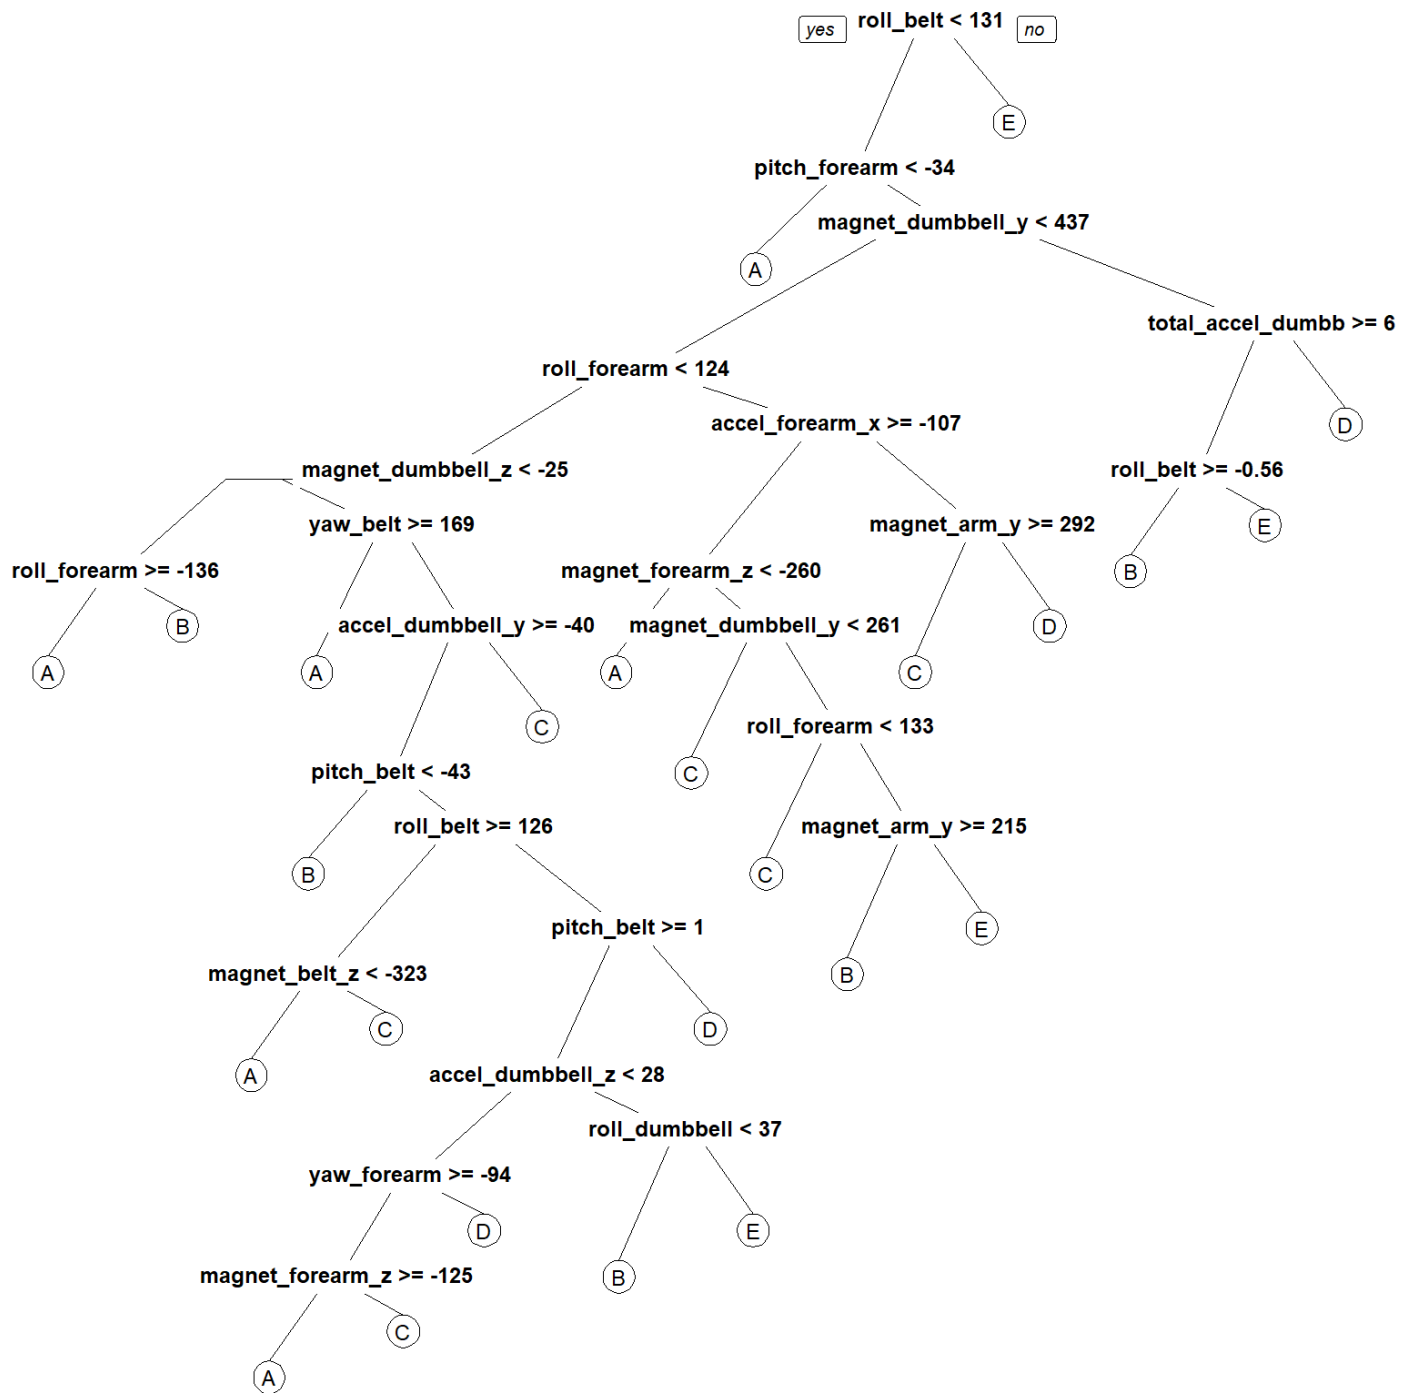 yes roll_belt < 131 no
E
pitch_forearm < -34
magnet_dumbbell_y < 437
A
total_accel_dumbb >= 6
roll_forearm < 124
accel_forearm_x >= -107
D
magnet_dumbbell_z < -25
roll_belt >= -0.56
yaw_belt >= 169
magnet_arm_y >= 292
E
roll_forearm >= -136
magnet_forearm_z < -260
B
B
accel_dumbbell_y >= -40
magnet_dumbbell_y < 261
D
A
A
A
C
C
roll_forearm < 133
pitch_belt < -43
C
roll_belt >= 126
magnet_arm_y >= 215
B
C
pitch_belt >= 1
E
magnet_belt_z < -323
B
C
D
A
accel_dumbbell_z < 28
roll_dumbbell < 37
yaw_forearm >= -94
D
E
magnet_forearm_z >= -125
B
C
A